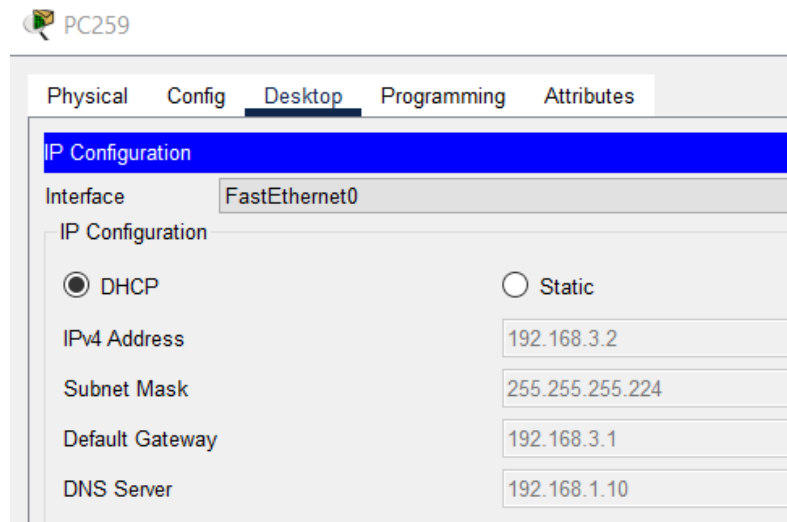 PC259
Physical Config Desktop Programming Attributes
IP Configuration
Interface FastEthernet0
IP Configuration
DHCP Static
IPv4 Address 192.168.3.2
Subnet Mask 255.255.255.224
Default Gateway 192.168.3.1
DNS Server 192.168.1.10